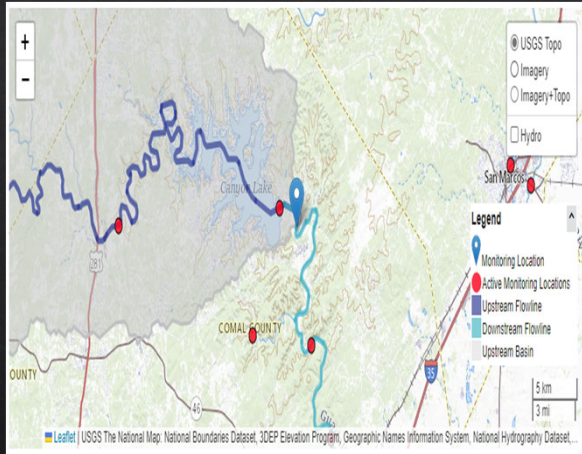 +
−
USGS Topo
Imagery
Imagery+Topo
Hydro
San Marcos
Canyon Lake
Legend
Monitoring Location
Active Monitoring Locations
Upstream Flowline
Downstream Flowline
Upstream Basin
281
COMAL COUNTY
OUNTY
46
35
5 km
3 mi
Leaflet | USGS The National Map: National Boundaries Dataset, 3DEP Elevation Program, Geographic Names Information System, National Hydrography Dataset,...